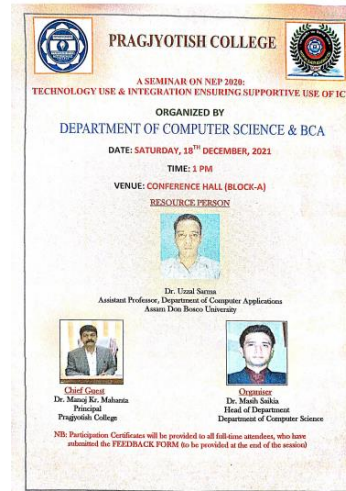 PRAGJYOTISH COLLEGE
A SEMINAR ON NEP 2020:
TECHNOLOGY USE & INTEGRATION ENSURING SUPPORTIVE USE OF IC
ORGANIZED BY
DEPARTMENT OF COMPUTER SCIENCE & BCA
DATE: SATURDAY, 18TH DECEMBER, 2021
TIME: 1 PM
VENUE: CONFERENCE HALL (BLOCK-A)
RESOURCE PERSON
Dr. Uzzal Sarma
Assistant Professor, Department of Computer Applications
Assam Don Bosco University
Chief Guest
Dr. Manoj Kr. Mahanta
Principal
Pragjyotish College
Organiser
Dr. Masih Saikia
Head of Department
Department of Computer Science
NB: Participation Certificates will be provided to all full-time attendees, who have
submitted the FEEDBACK FORM (to be provided at the end of the session)